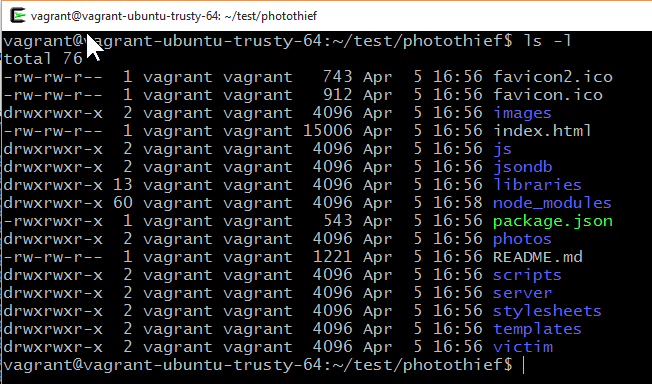 vagrant@vagrant-ubuntu-trusty-64: ~/test/photothief
vagrant@vagrant-ubuntu-trusty-64:~/test/photothief$ ls -l
total 76
-rw-rw-r--  1 vagrant vagrant   743 Apr  5 16:56 favicon2.ico
-rw-rw-r--  1 vagrant vagrant   912 Apr  5 16:56 favicon.ico
drwxrwxr-x  2 vagrant vagrant  4096 Apr  5 16:56 images
-rw-rw-r--  1 vagrant vagrant 15006 Apr  5 16:56 index.html
drwxrwxr-x  2 vagrant vagrant  4096 Apr  5 16:56 js
drwxrwxr-x  2 vagrant vagrant  4096 Apr  5 16:56 jsondb
drwxrwxr-x 13 vagrant vagrant  4096 Apr  5 16:56 libraries
drwxrwxr-x 60 vagrant vagrant  4096 Apr  5 16:58 node_modules
-rwxrwxr-x  1 vagrant vagrant   543 Apr  5 16:56 package.json
drwxrwxr-x  2 vagrant vagrant  4096 Apr  5 16:56 photos
-rw-rw-r--  1 vagrant vagrant  1221 Apr  5 16:56 README.md
drwxrwxr-x  2 vagrant vagrant  4096 Apr  5 16:56 scripts
drwxrwxr-x  2 vagrant vagrant  4096 Apr  5 16:56 server
drwxrwxr-x  2 vagrant vagrant  4096 Apr  5 16:56 stylesheets
drwxrwxr-x  2 vagrant vagrant  4096 Apr  5 16:56 templates
drwxrwxr-x  2 vagrant vagrant  4096 Apr  5 16:56 victim
vagrant@vagrant-ubuntu-trusty-64:~/test/photothief$